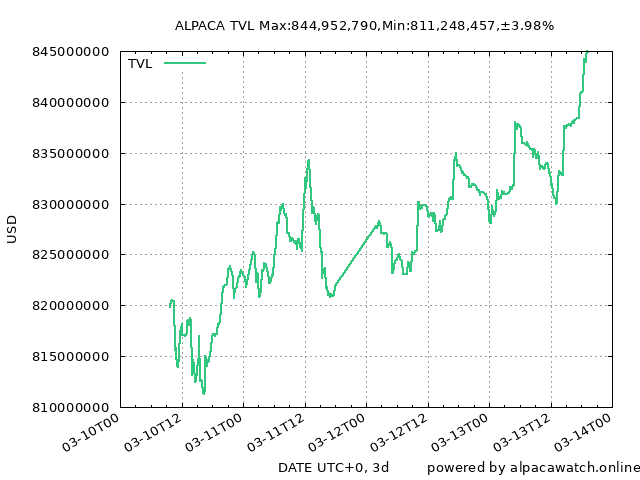 ALPACA TVL Max:844,952,790,Min:811,248,457,±3.98%
845000000
TVL
840000000
835000000
830000000
USD
825000000
820000000
815000000
810000000
03-10T00
03-10T12
03-11T00
03-11T12
03-12T00
03-12T12
03-13T00
03-13T12
03-14T00
DATE UTC+0, 3d
powered by alpacawatch.online